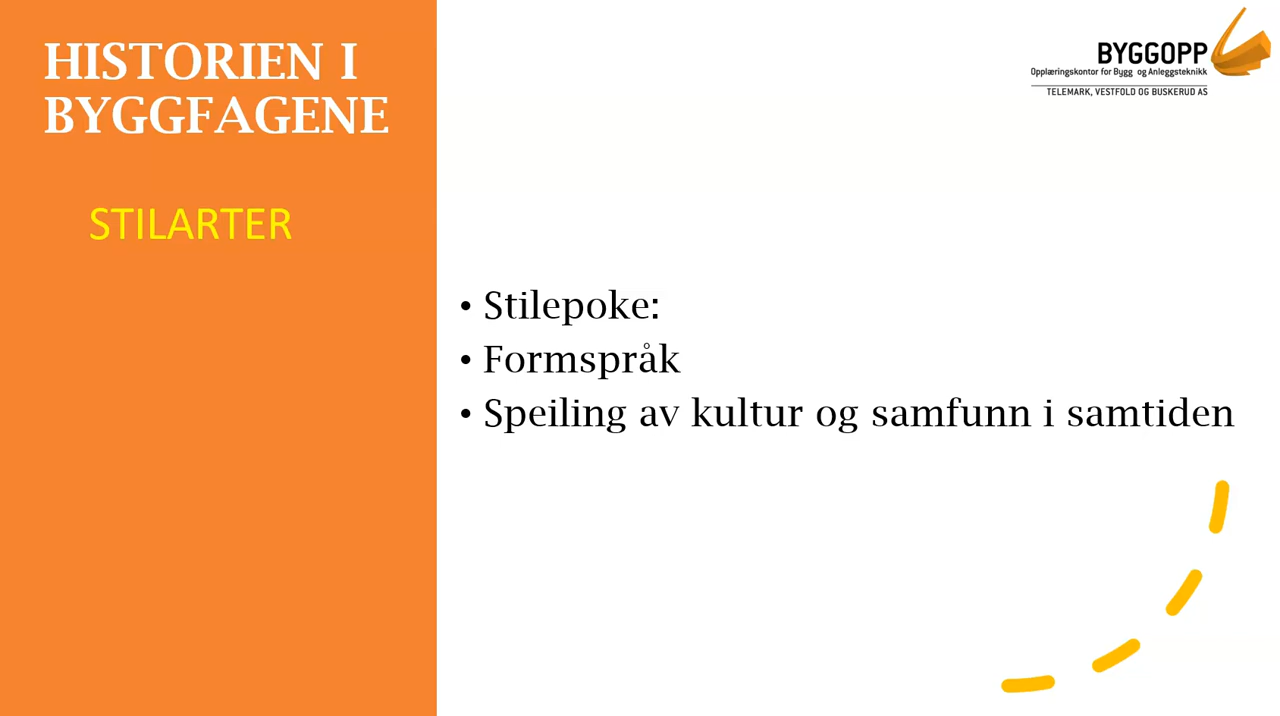 HISTORIEN I
BYGGFAGENE
STILARTER
BYGGOPP
Opplæringskontor for Bygg og Anleggsteknikk
TELEMARK, VESTFOLD OG BUSKERUD AS
• Stilepoke:
• Formspråk
• Speiling av kultur og samfunn i samtiden